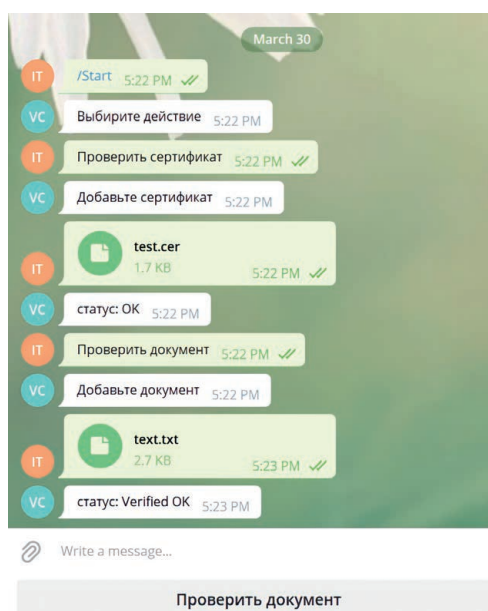 March 30
IT
/Start 5:22 PM
VC
Выбирите действие 5:22 PM
IT
Проверить сертификат 5:22 PM
VC
Добавьте сертификат 5:22 PM
test.cer
1.7 KB
IT
5:22 PM
VC
статус: OK 5:22 PM
IT
Проверить документ 5:22 PM
VC
Добавьте документ 5:22 PM
text.txt
2.7 KB
IT
5:23 PM
VC
статус: Verified OK 5:23 PM
Write a message...
Проверить документ